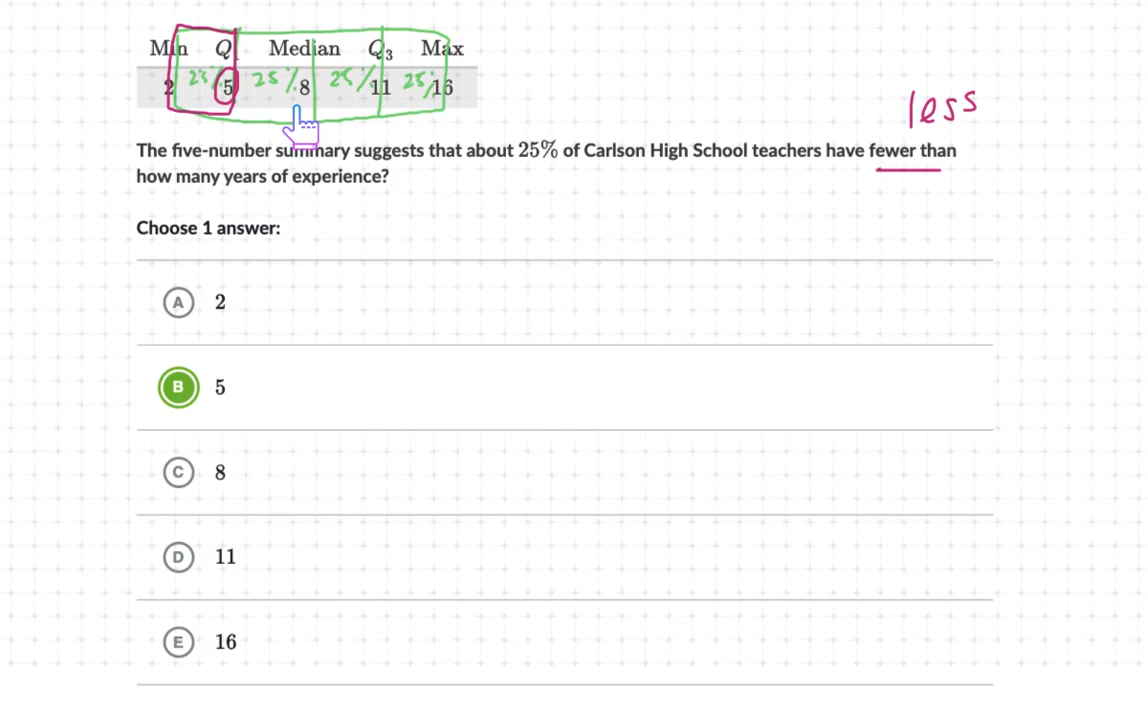 Min Q1 Median Q3 Max
2 25% 5 25% 8 25% 11 25% 16
less
The five-number summary suggests that about 25% of Carlson High School teachers have fewer than
how many years of experience?
Choose 1 answer:
A 2
B 5
C 8
D 11
E 16